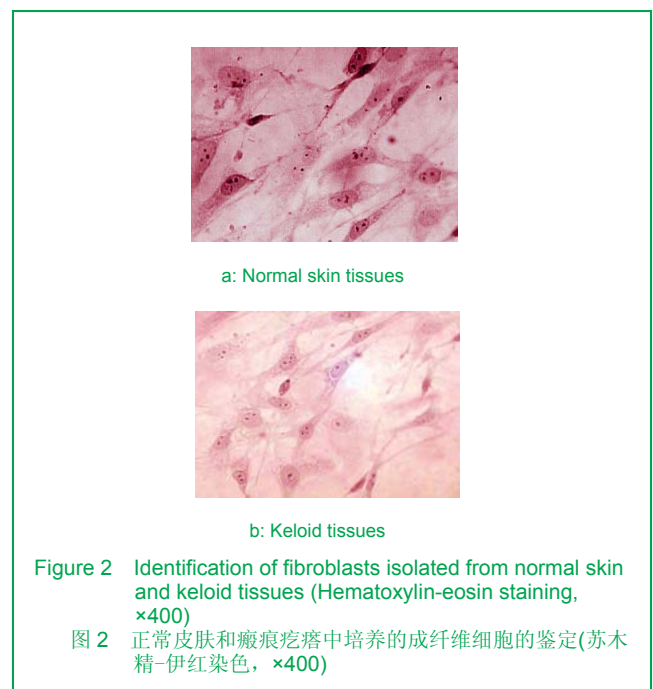 a: Normal skin tissues
b: Keloid tissues
Figure 2 Identification of fibroblasts isolated from normal skin
and keloid tissues (Hematoxylin-eosin staining,
×400)
图 2 正常皮肤和瘢痕疙瘩中培养的成纤维细胞的鉴定(苏木
精-伊红染色，×400)